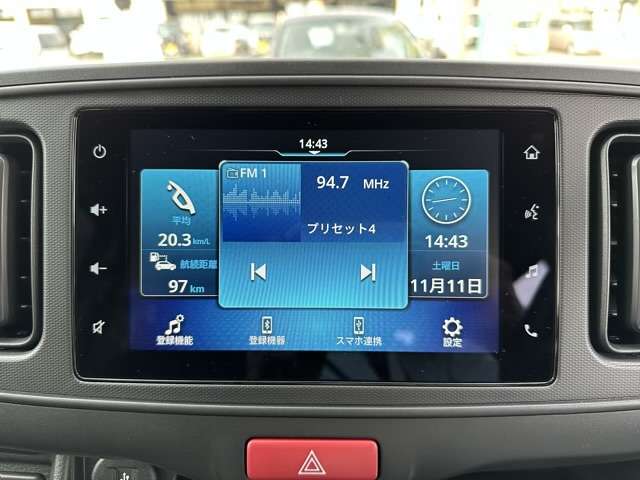 14:43
FM 1
94.7 MHz
プリセット4
平均
20.3 km/L
航続距離
97 km
14:43
土曜日
11月11日
登録機能
登録機器
スマホ連携
設定